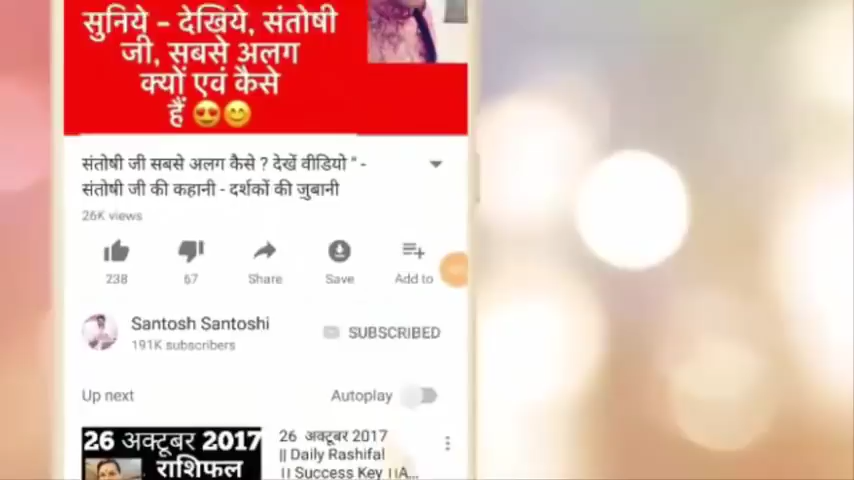 सुनिये - देखिये, संतोषी
जी, सबसे अलग
क्यों एवं कैसे
हैं 😍😊
संतोषी जी सबसे अलग कैसे ? देखें वीडियो " -
संतोषी जी की कहानी - दर्शकों की जुबानी
26K views
238
67
Share
Save
Add to
Santosh Santoshi
191K subscribers
SUBSCRIBED
Up next
Autoplay
26 अक्टूबर 2017
राशिफल
26 अक्टूबर 2017
|| Daily Rashifal
|| Success Key ||A...